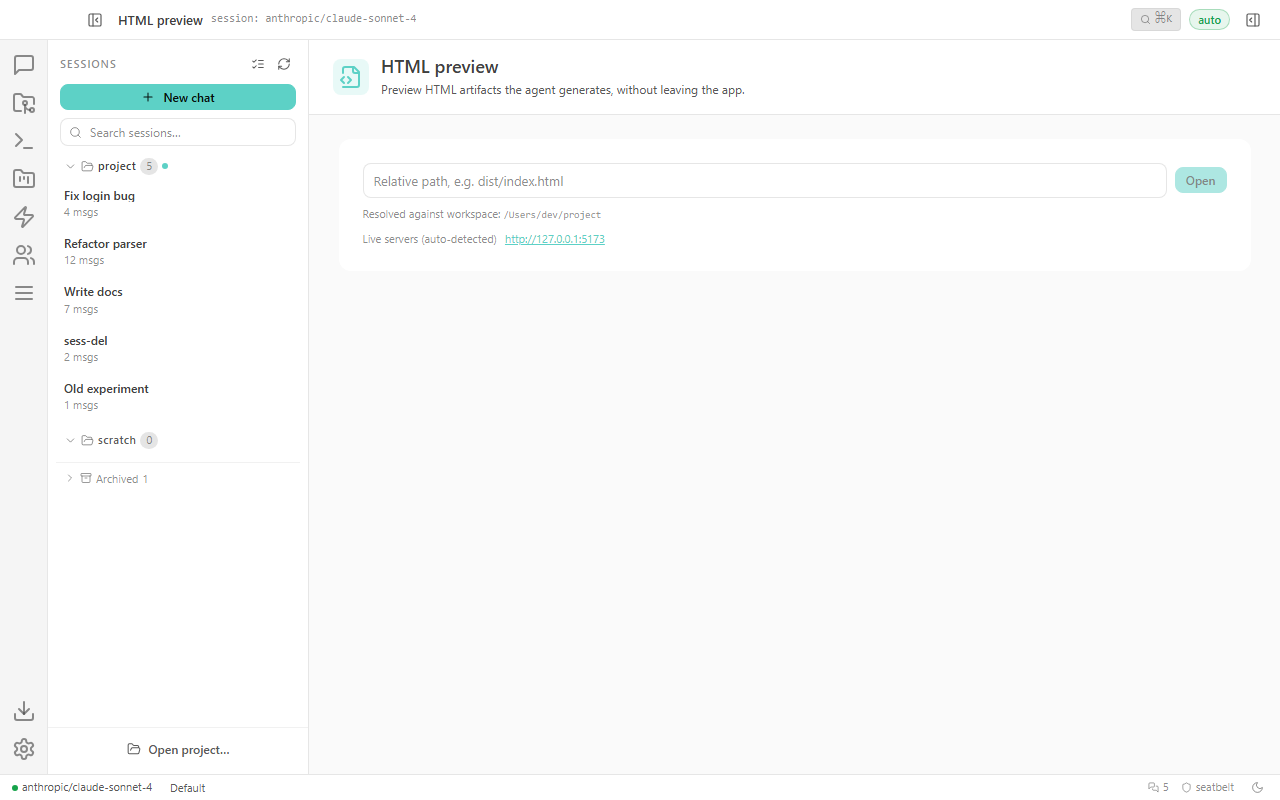 HTML preview session: anthropic/claude-sonnet-4
⌘K
auto
SESSIONS
New chat
Search sessions...
project 5
Fix login bug
4 msgs
Refactor parser
12 msgs
Write docs
7 msgs
sess-del
2 msgs
Old experiment
1 msgs
scratch 0
Archived 1
Open project...
HTML preview
Preview HTML artifacts the agent generates, without leaving the app.
Relative path, e.g. dist/index.html
Open
Resolved against workspace: /Users/dev/project
Live servers (auto-detected) http://127.0.0.1:5173
anthropic/claude-sonnet-4 Default
5 seatbelt